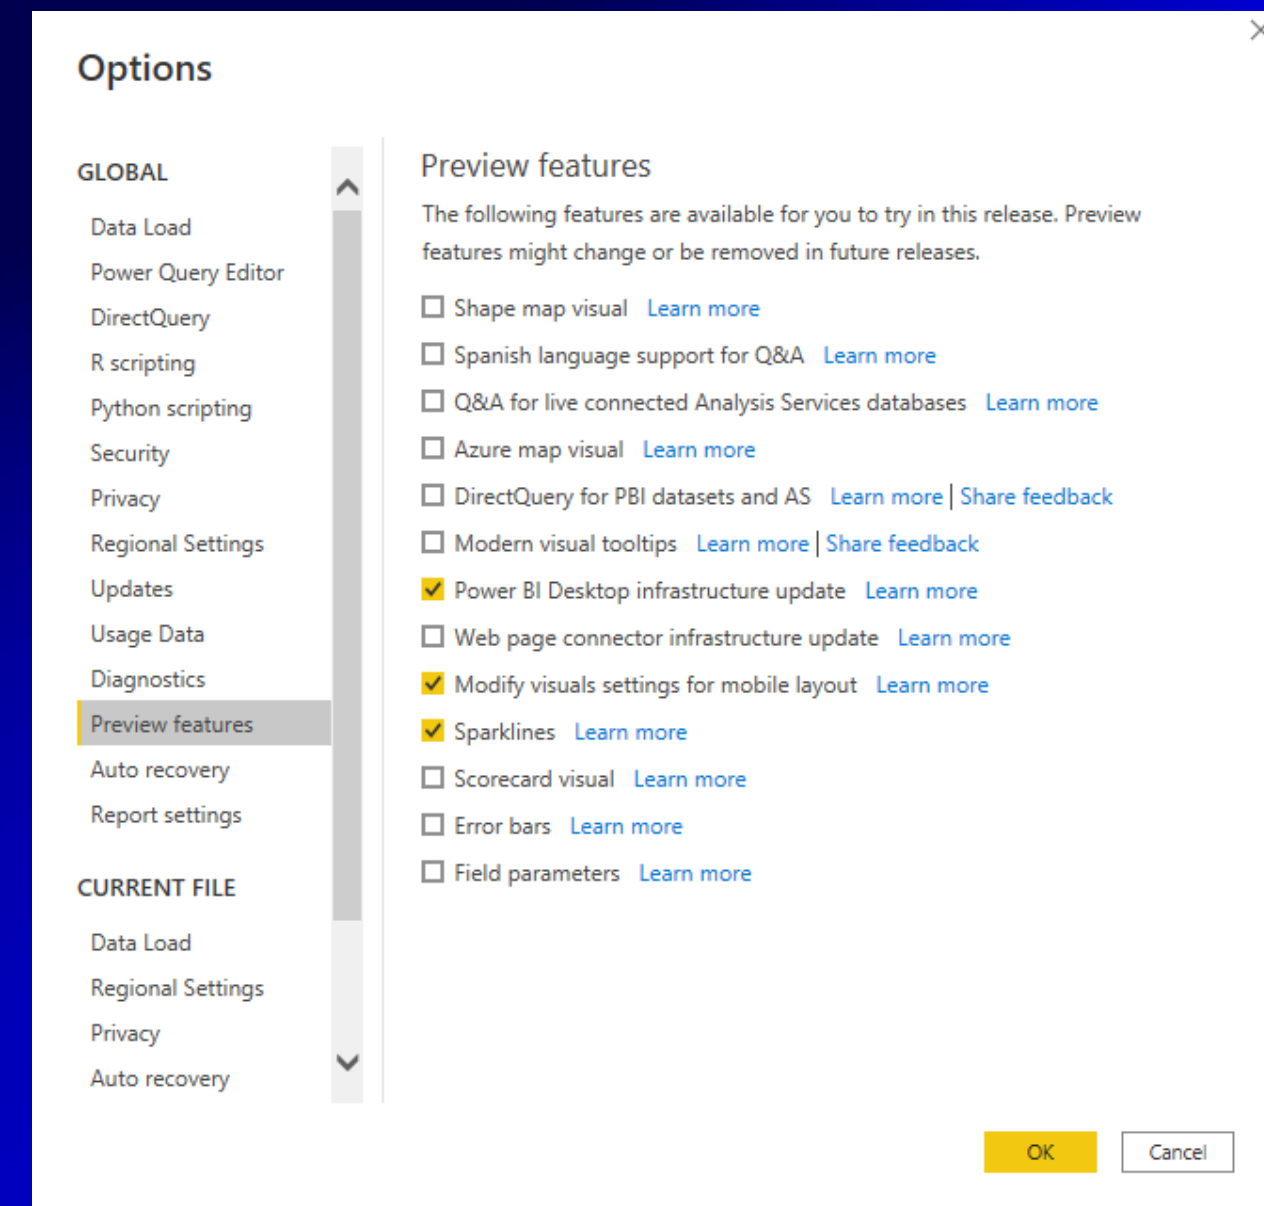 Options
GLOBAL
Data Load
Power Query Editor
DirectQuery
R scripting
Python scripting
Security
Privacy
Regional Settings
Updates
Usage Data
Diagnostics
Preview features
Auto recovery
Report settings
CURRENT FILE
Data Load
Regional Settings
Privacy
Auto recovery
Preview features
The following features are available for you to try in this release. Preview
features might change or be removed in future releases.
Shape map visual Learn more
Spanish language support for Q&A Learn more
Q&A for live connected Analysis Services databases Learn more
Azure map visual Learn more
DirectQuery for PBI datasets and AS Learn more | Share feedback
Modern visual tooltips Learn more | Share feedback
Power BI Desktop infrastructure update Learn more
Web page connector infrastructure update Learn more
Modify visuals settings for mobile layout Learn more
Sparklines Learn more
Scorecard visual Learn more
Error bars Learn more
Field parameters Learn more
OK Cancel